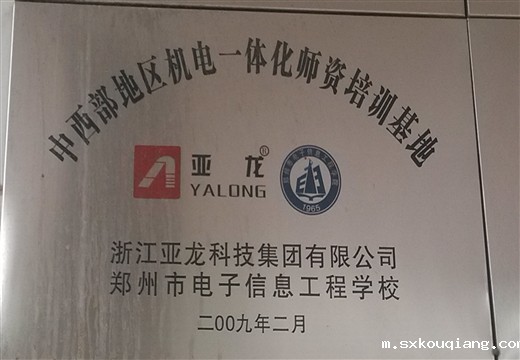 中西部地区机电一体化师资培训基地
亚龙®
YALONG
1965
浙江亚龙科技集团有限公司
郑州市电子信息工程学校
二00九年二月
m.sxkouqiang.com